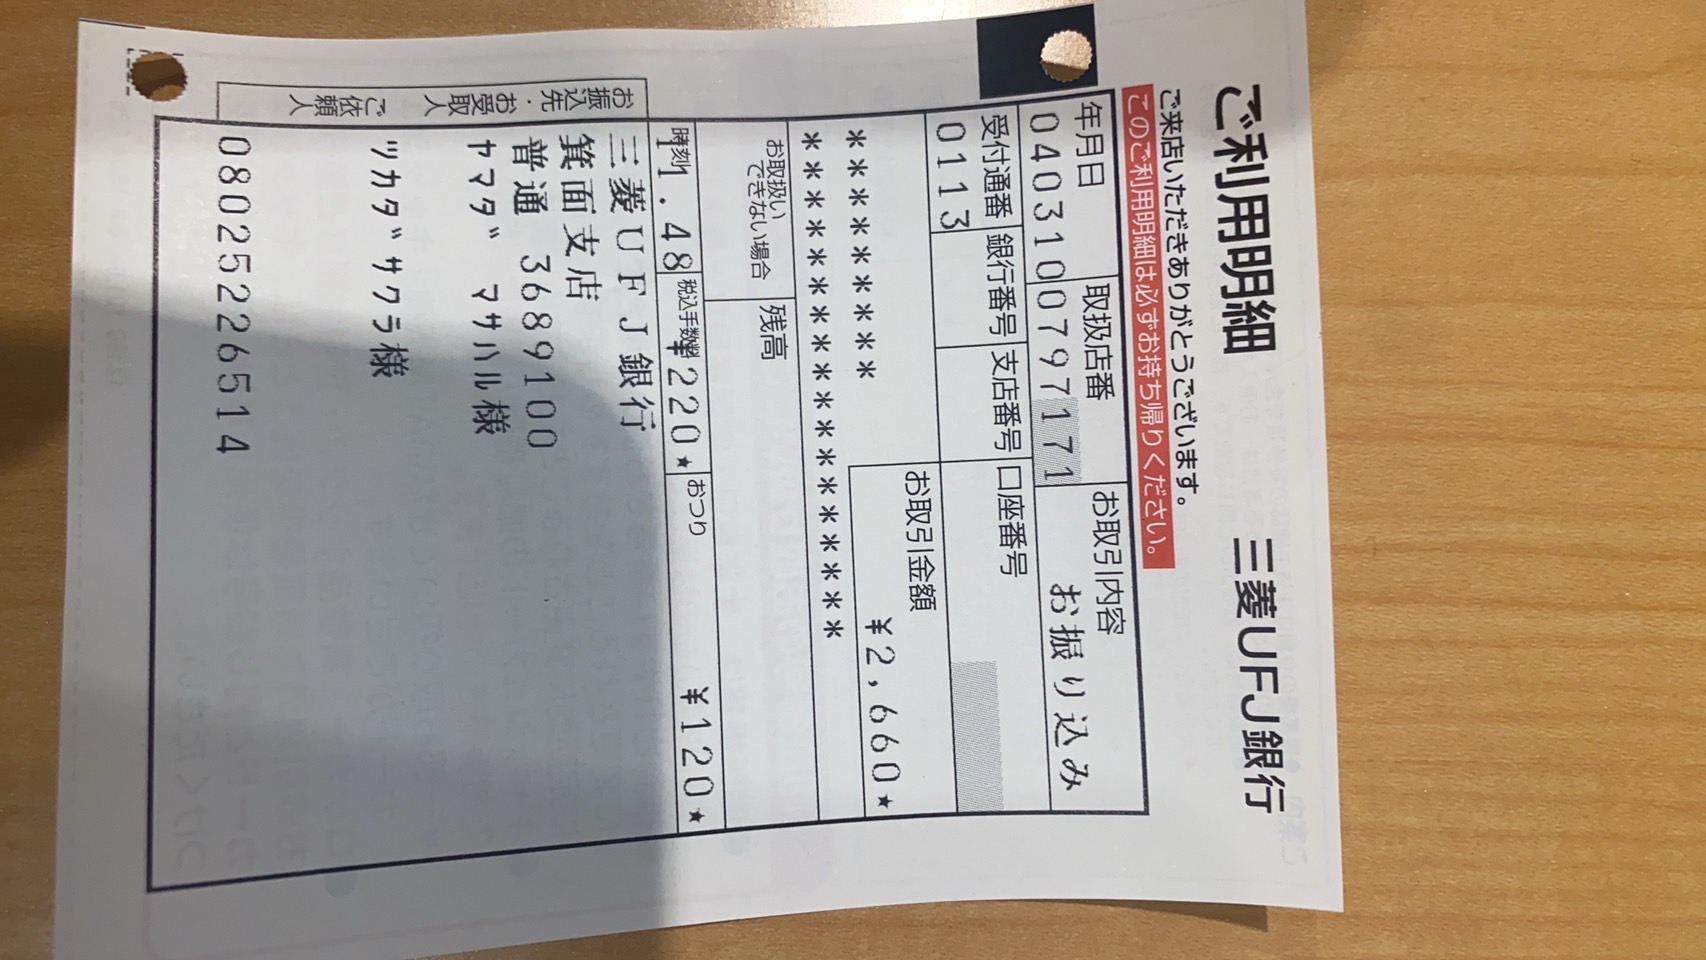 ご利用明細 三菱UFJ銀行
ご来店いただきありがとうございます。
このご利用明細は必ずお持ち帰りください。
年月日 取扱店番 お取引内容
040310 0797171 お振り込み
受付通番 銀行番号 支店番号 口座番号
0113
お取引金額
******** ¥2,660★
******************
お取扱いできない場合 残高
時刻 税込手数料 おつり
11.48 ¥220★ ¥120★
お振込先・お受取人
三菱UFJ銀行
箕面支店
普通 3689100
ヤマダ゛ マサハル様
ご依頼人
ツカダ゛サクラ様
08025226514